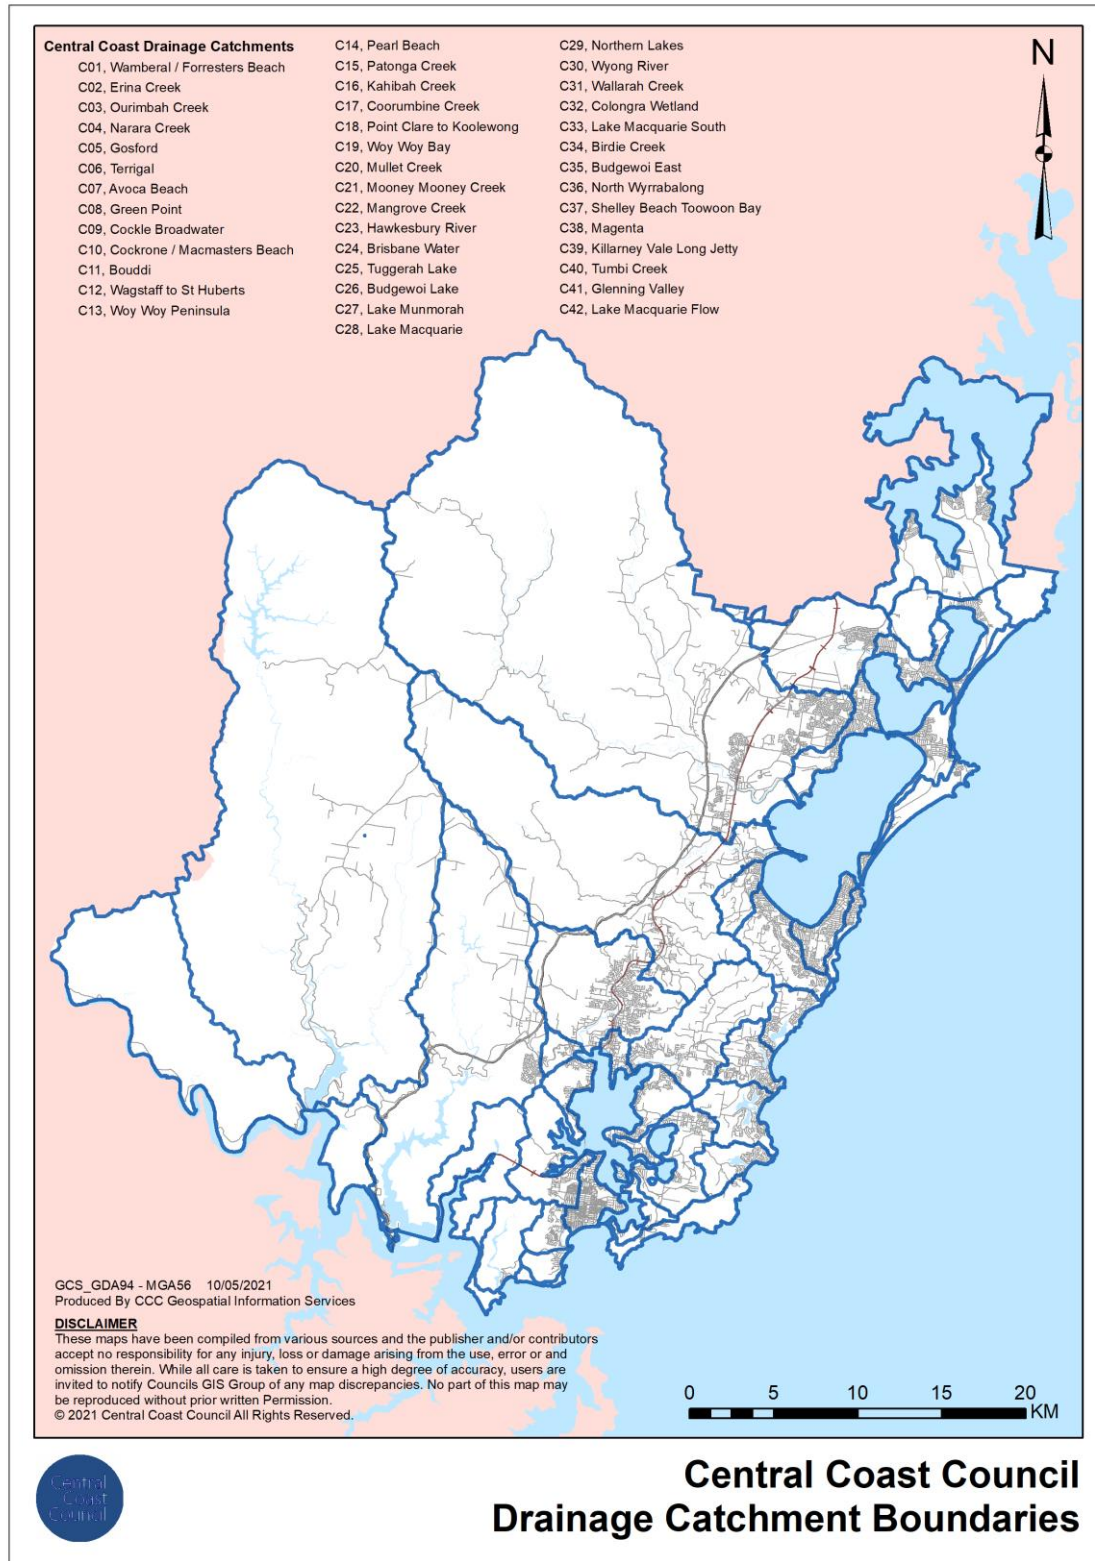 Central Coast Drainage Catchments
C01, Wamberal / Forresters Beach
C02, Erina Creek
C03, Ourimbah Creek
C04, Narara Creek
C05, Gosford
C06, Terrigal
C07, Avoca Beach
C08, Green Point
C09, Cockle Broadwater
C10, Cockrone / Macmasters Beach
C11, Bouddi
C12, Wagstaff to St Huberts
C13, Woy Woy Peninsula
C14, Pearl Beach
C15, Patonga Creek
C16, Kahibah Creek
C17, Coorumbine Creek
C18, Point Clare to Koolewong
C19, Woy Woy Bay
C20, Mullet Creek
C21, Mooney Mooney Creek
C22, Mangrove Creek
C23, Hawkesbury River
C24, Brisbane Water
C25, Tuggerah Lake
C26, Budgewoi Lake
C27, Lake Munmorah
C28, Lake Macquarie
C29, Northern Lakes
C30, Wyong River
C31, Wallarah Creek
C32, Colongra Wetland
C33, Lake Macquarie South
C34, Birdie Creek
C35, Budgewoi East
C36, North Wyrrabalong
C37, Shelley Beach Toowoon Bay
C38, Magenta
C39, Killarney Vale Long Jetty
C40, Tumbi Creek
C41, Glenning Valley
C42, Lake Macquarie Flow
N
GCS_GDA94 - MGA56 10/05/2021
Produced By CCC Geospatial Information Services
DISCLAIMER
These maps have been compiled from various sources and the publisher and/or contributors
accept no responsibility for any injury, loss or damage arising from the use, error or and
omission therein. While all care is taken to ensure a high degree of accuracy, users are
invited to notify Councils GIS Group of any map discrepancies. No part of this map may
be reproduced without prior written Permission.
© 2021 Central Coast Council All Rights Reserved.
0 5 10 15 20
KM
Central
Coast
Council
Central Coast Council
Drainage Catchment Boundaries